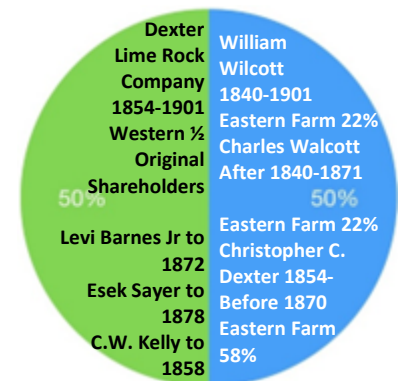 Dexter
Lime Rock
Company
1854-1901
Western ½
Original
Shareholders
50%
Levi Barnes Jr to
1872
Esek Sayer to
1878
C.W. Kelly to
1858
William
Wilcott
1840-1901
Eastern Farm 22%
Charles Walcott
After 1840-1871
50%
Eastern Farm 22%
Christopher C.
Dexter 1854-
Before 1870
Eastern Farm
58%